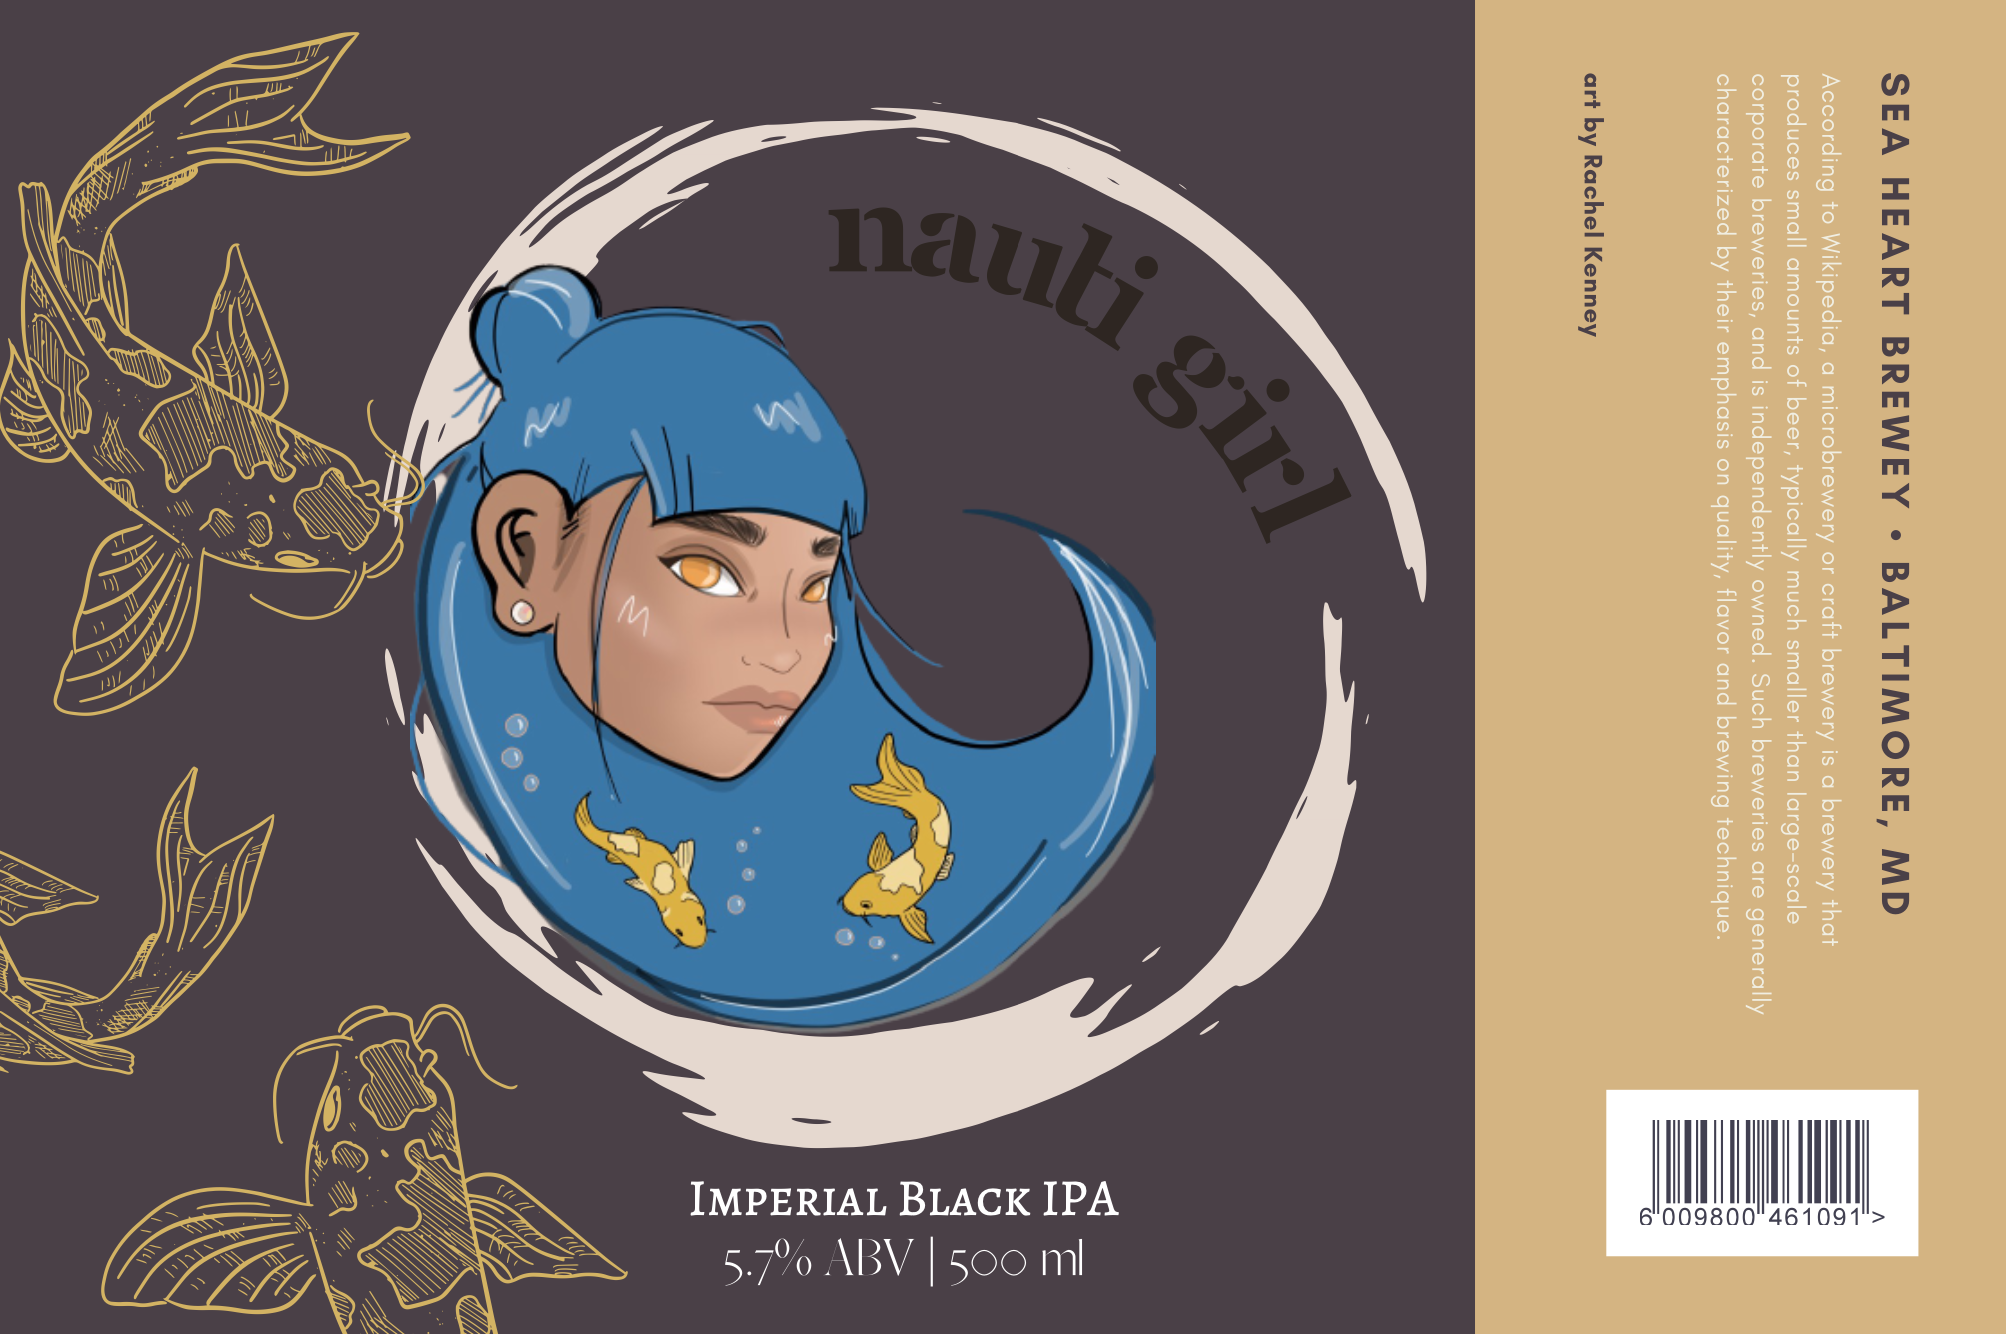 nauti girl
Imperial Black IPA
5.7% ABV | 500 ml
SEA HEART BREWEY • BALTIMORE, MD
According to Wikipedia, a microbrewery or craft brewery is a brewery that
produces small amounts of beer, typically much smaller than large-scale
corporate breweries, and is independently owned. Such breweries are generally
characterized by their emphasis on quality, flavor and brewing technique.
art by Rachel Kenney
6 009800 461091 >